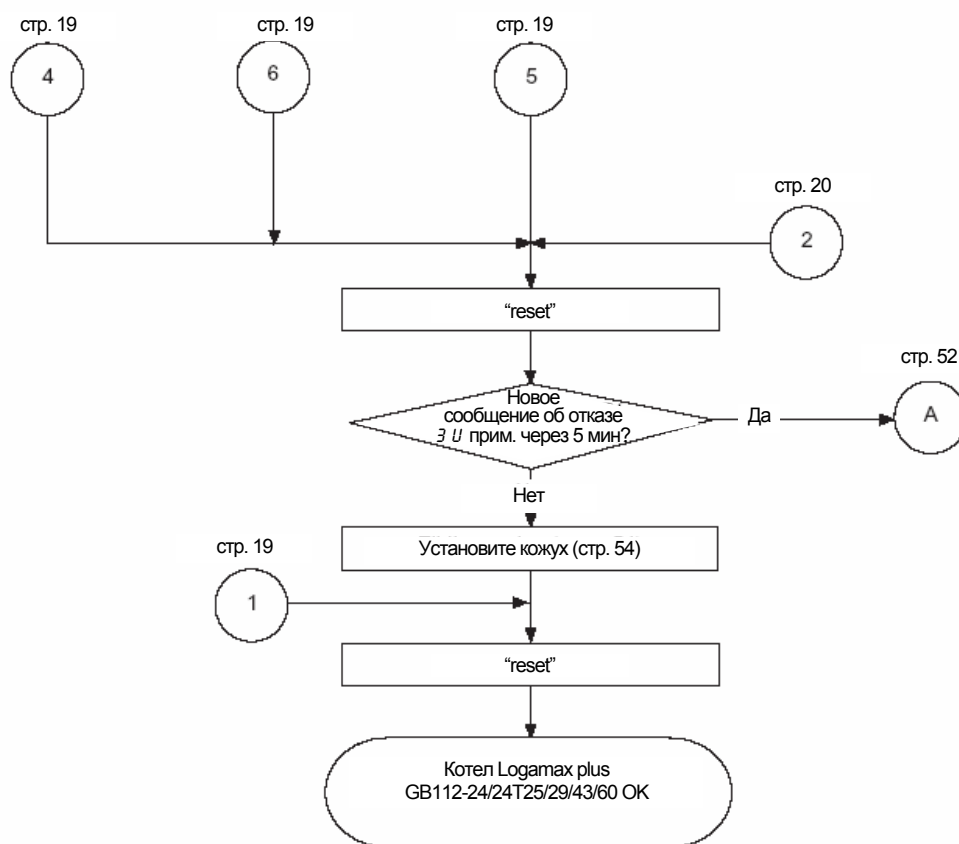 стр. 19
стр. 19
стр. 19
4
6
5
стр. 20
2
“reset”
стр. 52
Новое
сообщение об отказе
3 U прим. через 5 мин?
Да
A
Нет
стр. 19
Установите кожух (стр. 54)
1
“reset”
Котел Logamax plus
GB112-24/24T25/29/43/60 OK